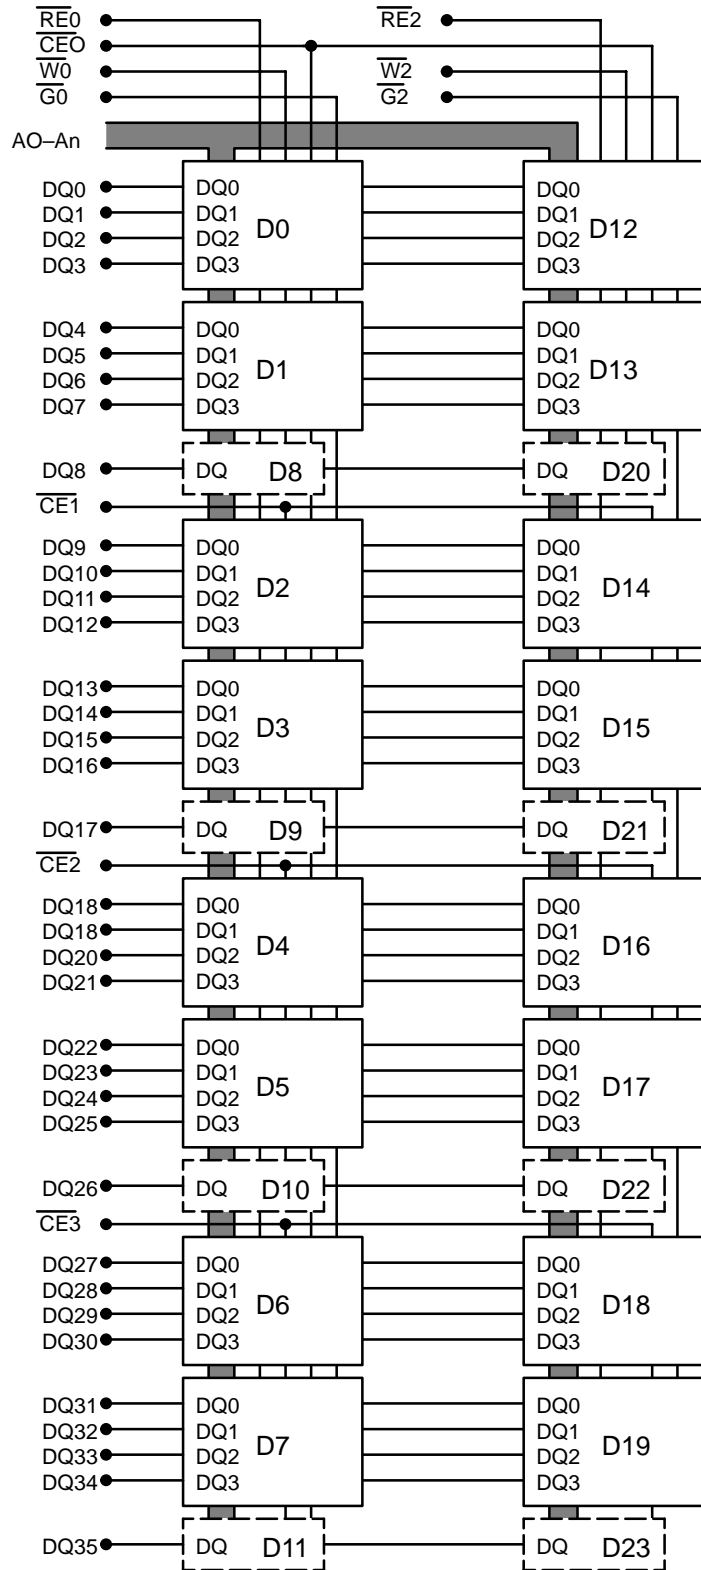 RE0 RE2
CEO
W0 W2
G0 G2
AO–An
DQ0 DQ0 DQ0
DQ1 DQ1 D0 DQ1 D12
DQ2 DQ2 DQ2
DQ3 DQ3 DQ3
DQ4 DQ0 DQ0
DQ5 DQ1 D1 DQ1 D13
DQ6 DQ2 DQ2
DQ7 DQ3 DQ3
DQ8 DQ D8 DQ D20
CE1
DQ9 DQ0 DQ0
DQ10 DQ1 D2 DQ1 D14
DQ11 DQ2 DQ2
DQ12 DQ3 DQ3
DQ13 DQ0 DQ0
DQ14 DQ1 D3 DQ1 D15
DQ15 DQ2 DQ2
DQ16 DQ3 DQ3
DQ17 DQ D9 DQ D21
CE2
DQ18 DQ0 DQ0
DQ18 DQ1 D4 DQ1 D16
DQ20 DQ2 DQ2
DQ21 DQ3 DQ3
DQ22 DQ0 DQ0
DQ23 DQ1 D5 DQ1 D17
DQ24 DQ2 DQ2
DQ25 DQ3 DQ3
DQ26 DQ D10 DQ D22
CE3
DQ27 DQ0 DQ0
DQ28 DQ1 D6 DQ1 D18
DQ29 DQ2 DQ2
DQ30 DQ3 DQ3
DQ31 DQ0 DQ0
DQ32 DQ1 D7 DQ1 D19
DQ33 DQ2 DQ2
DQ34 DQ3 DQ3
DQ35 DQ D11 DQ D23